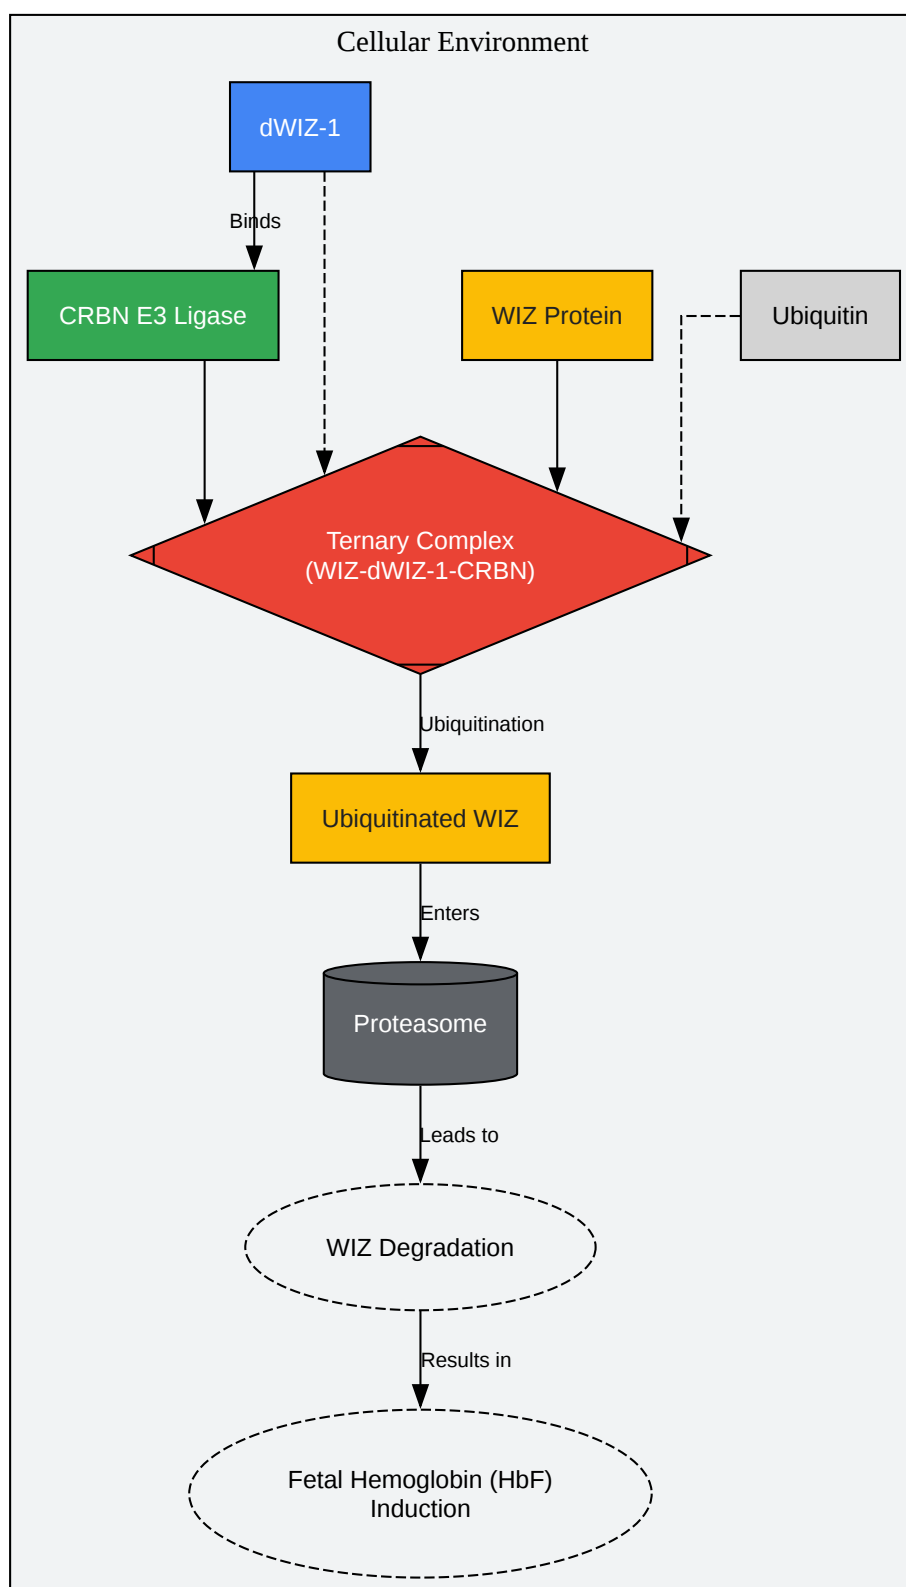 Cellular Environment
dWIZ-1
Binds
CRBN E3 Ligase
WIZ Protein
Ubiquitin
Ternary Complex
(WIZ-dWIZ-1-CRBN)
Ubiquitination
Ubiquitinated WIZ
Enters
Proteasome
Leads to
WIZ Degradation
Results in
Fetal Hemoglobin (HbF)
Induction